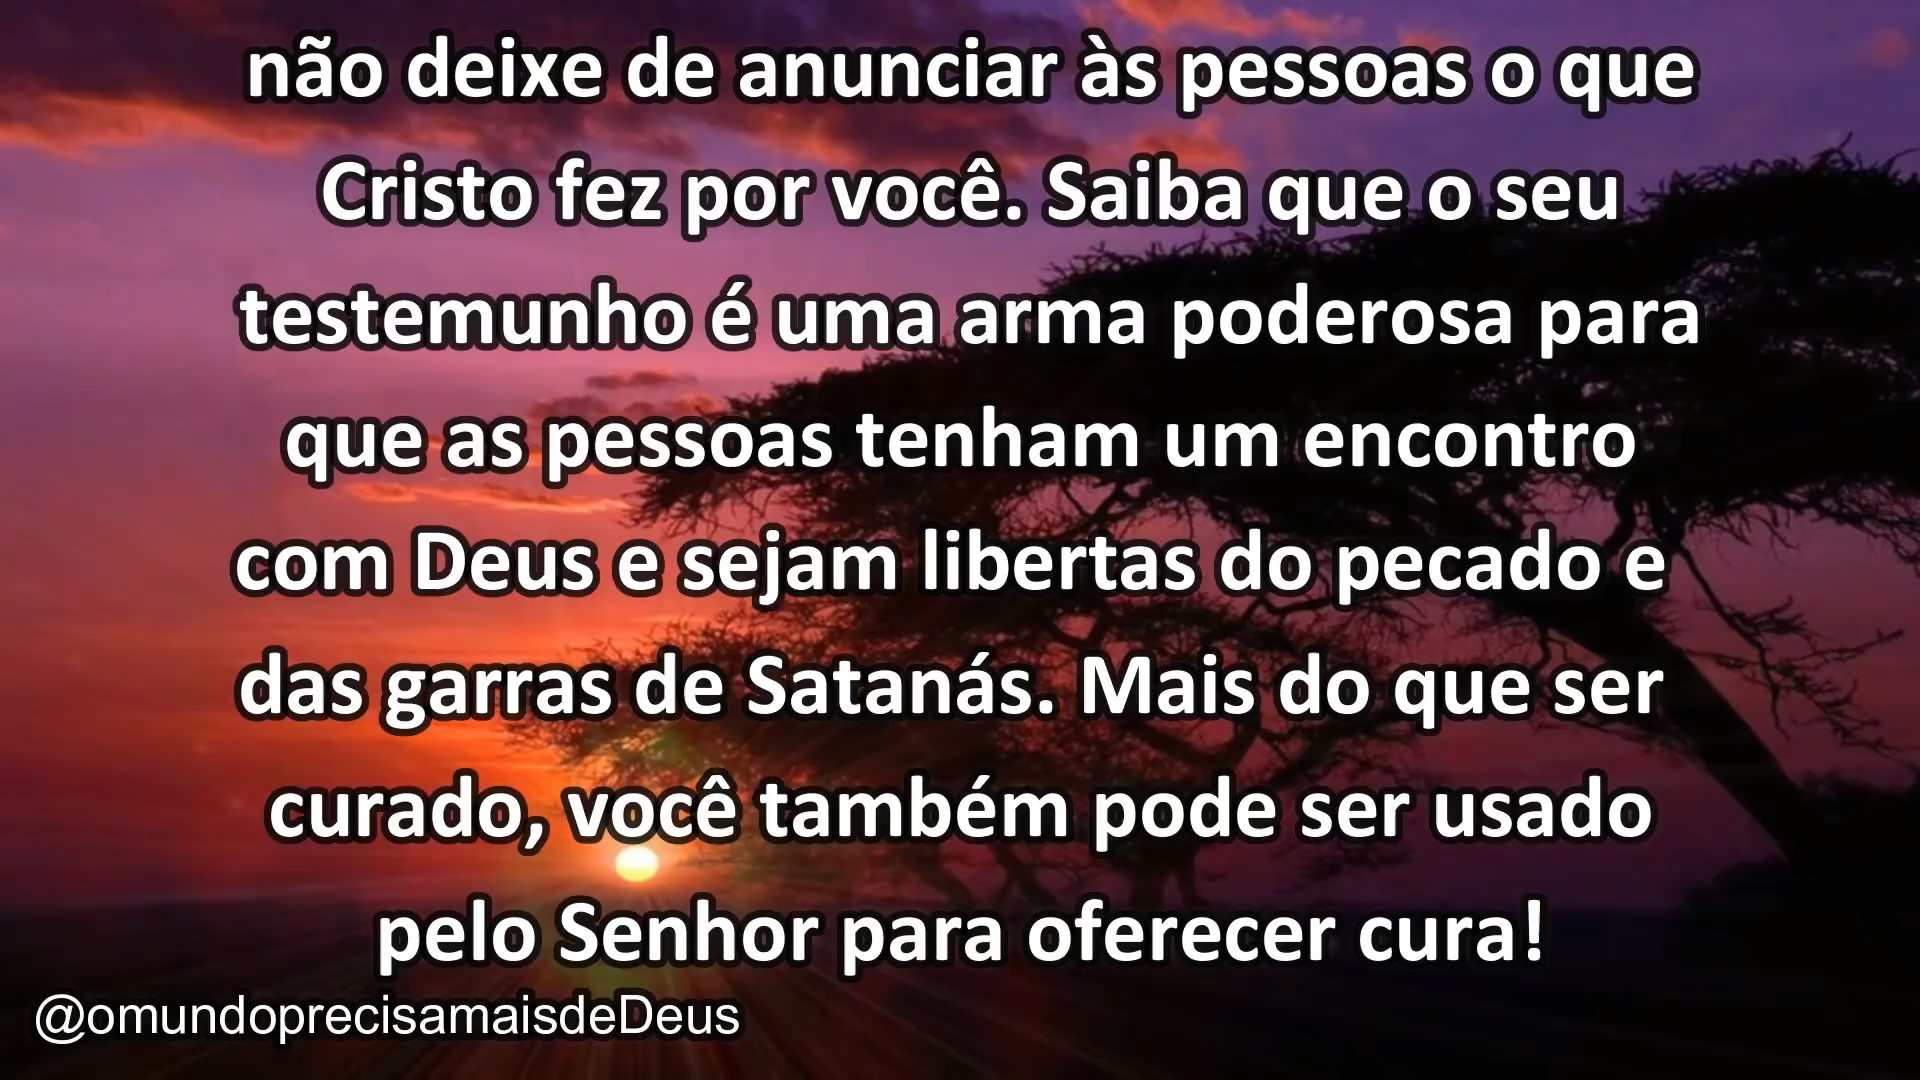 não deixe de anunciar às pessoas o que
Cristo fez por você. Saiba que o seu
testemunho é uma arma poderosa para
que as pessoas tenham um encontro
com Deus e sejam libertas do pecado e
das garras de Satanás. Mais do que ser
curado, você também pode ser usado
pelo Senhor para oferecer cura!
@omundoprecisamaisdeDeus